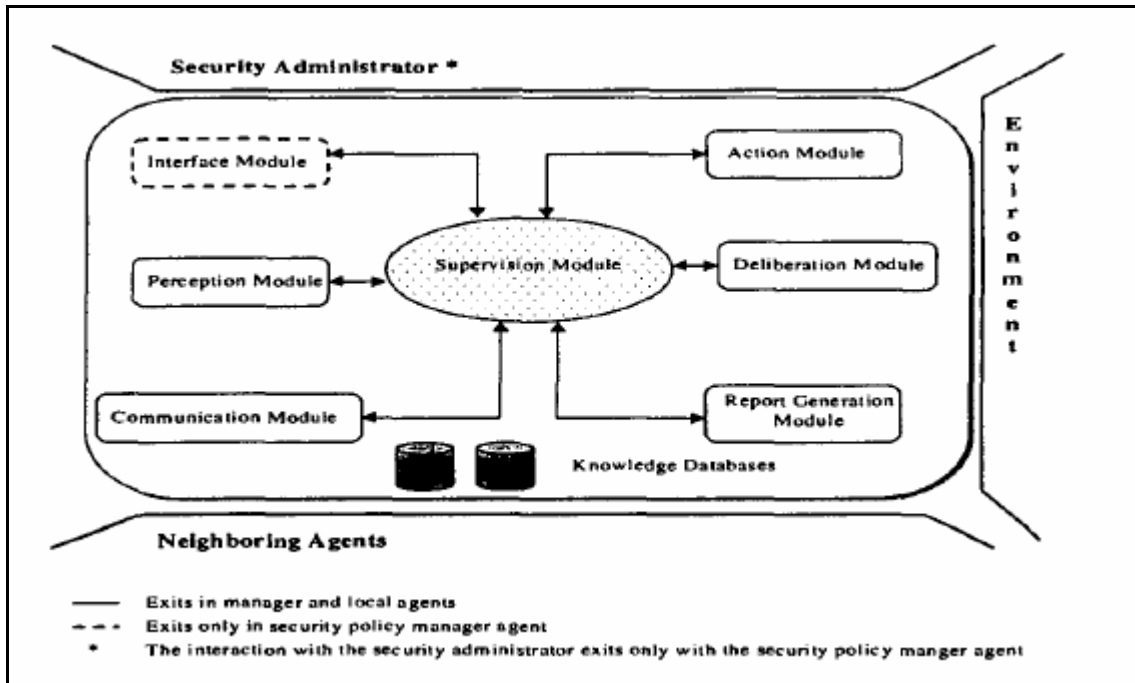 Security Administrator *
Interface Module
Action Module
Supervision Module
Perception Module
Deliberation Module
Communication Module
Report Generation
Module
Knowledge Databases
Environment
Neighboring Agents
Exits in manager and local agents
Exits only in security policy manager agent
* The interaction with the security administrator exits only with the security policy manger agent